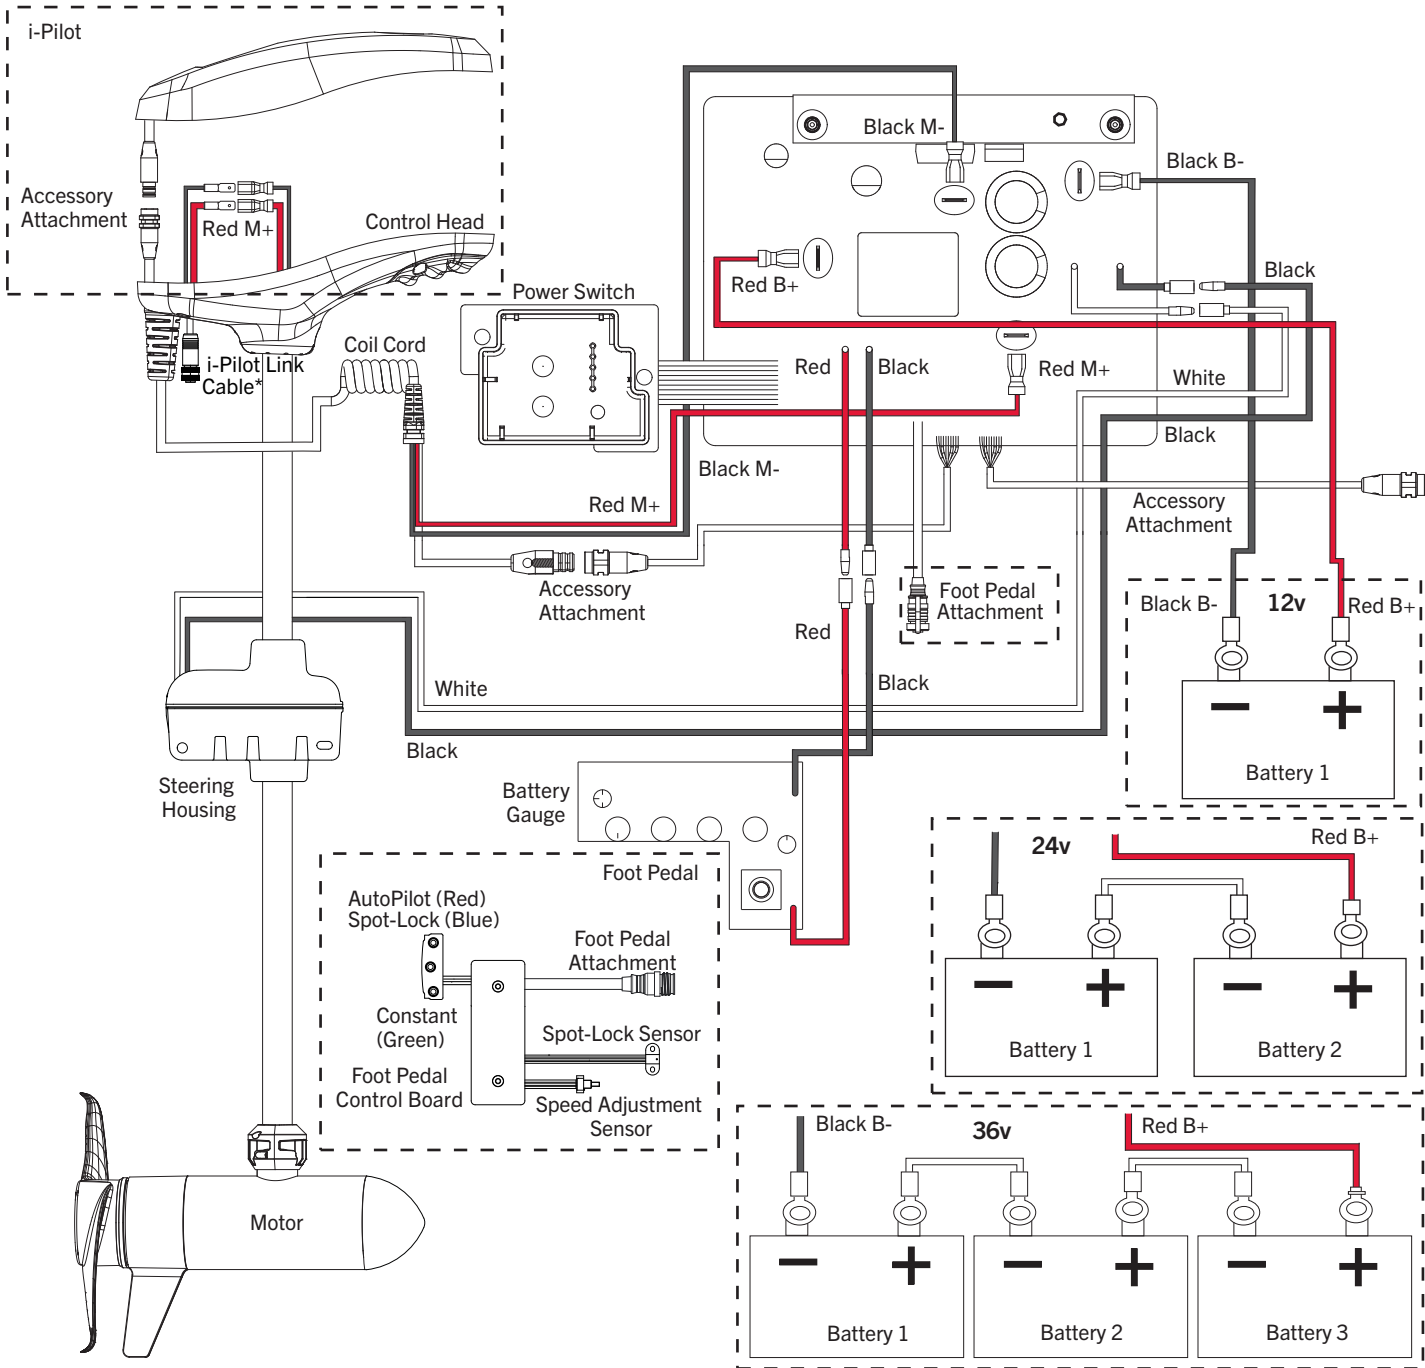 i-Pilot
Accessory
Attachment
Red M+
Control Head
i-Pilot Link
Cable*
Coil Cord
Power Switch
Black M-
Black B-
Red B+
Black
Red
Black
Red M+
White
Black
Black M-
Red M+
Accessory
Attachment
Accessory
Attachment
Foot Pedal
Attachment
Red
Black
White
Black
Steering
Housing
Battery
Gauge
Black B-
12v
Red B+
Battery 1
24v
Red B+
Battery 1
Battery 2
Foot Pedal
AutoPilot (Red)
Spot-Lock (Blue)
Foot Pedal
Attachment
Constant
(Green)
Spot-Lock Sensor
Foot Pedal
Control Board
Speed Adjustment
Sensor
Black B-
36v
Red B+
Battery 1
Battery 2
Battery 3
Motor